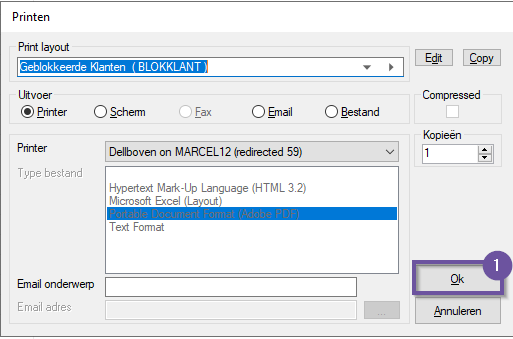 Printen
Print layout
Geblokkeerde Klanten ( BLOKKLANT )
Edit
Copy
Uitvoer
Printer
Scherm
Fax
Email
Bestand
Compressed
Kopieën
1
Printer
Dellboven on MARCEL12 (redirected 59)
Type bestand
Hypertext Mark-Up Language (HTML 3.2)
Microsoft Excel (Layout)
Portable Document Format (Adobe PDF)
Text Format
1
Ok
Email onderwerp
Email adres
...
Annuleren